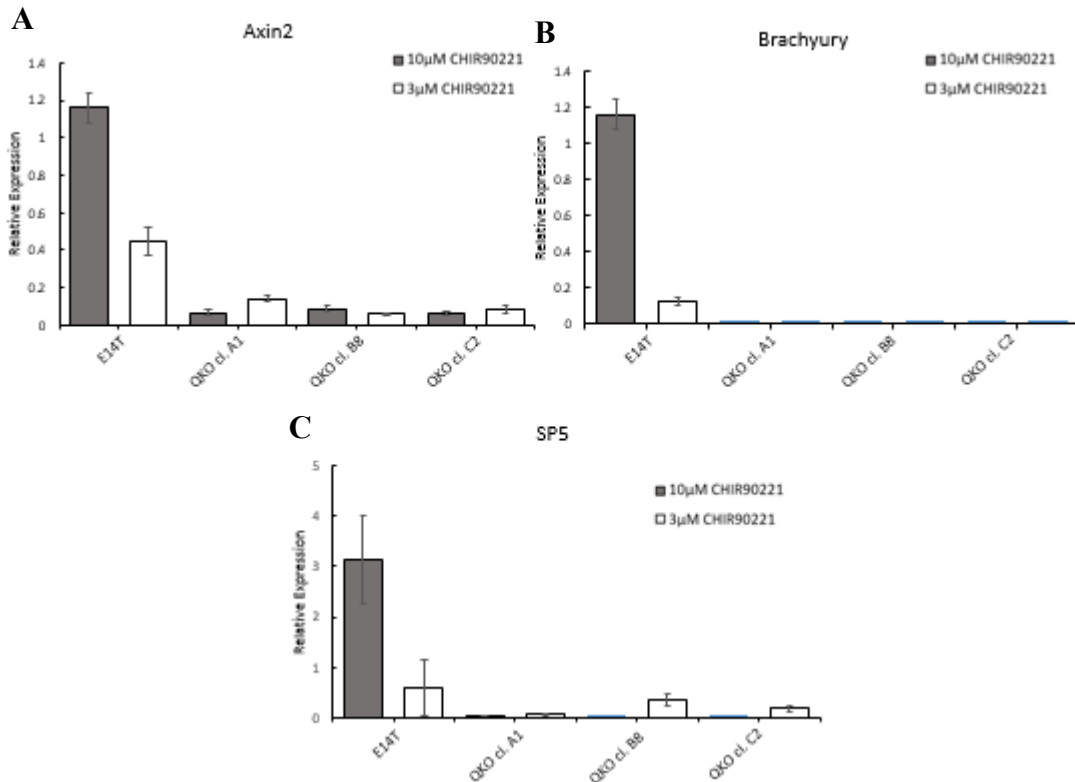 A
Axin2
10µM CHIR90221
3µM CHIR90221
Relative Expression
1.4
1.2
1
0.8
0.6
0.4
0.2
0
E14T
QKO cl. A1
QKO cl. B8
QKO cl. C2
B
Brachyury
10µM CHIR90221
3µM CHIR90221
Relative Expression
1.4
1.2
1
0.8
0.6
0.4
0.2
0
E14T
QKO cl. A1
QKO cl. B8
QKO cl. C2
C
SP5
10µM CHIR90221
3µM CHIR90221
Relative Expression
5
4
3
2
1
0
E14T
QKO cl. A1
QKO cl. B8
QKO cl. C2